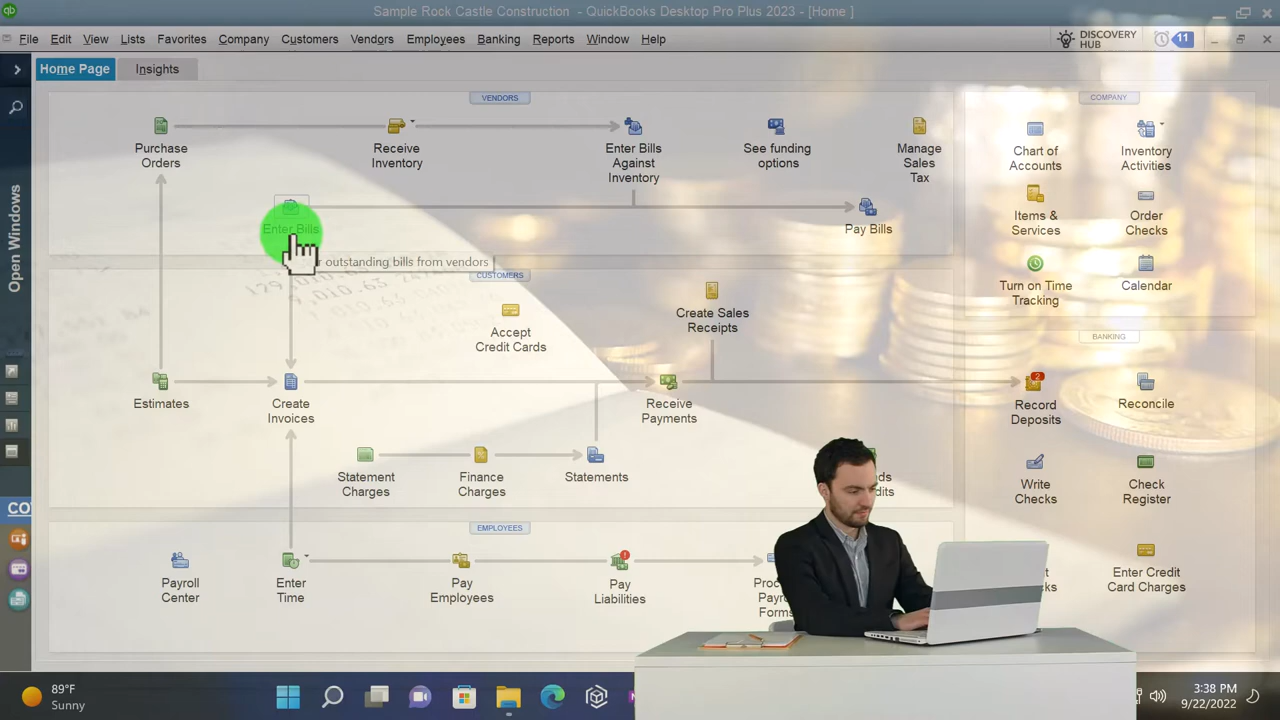 Sample Rock Castle Construction - QuickBooks Desktop Pro Plus 2023 - [Home ]
File Edit View Lists Favorites Company Customers Vendors Employees Banking Reports Window Help
DISCOVERY
HUB
11
Home Page Insights
Open Windows
VENDORS
Purchase
Orders
Receive
Inventory
Enter Bills
Against
Inventory
See funding
options
Manage
Sales
Tax
Enter Bills
outstanding bills from vendors
Pay Bills
CUSTOMERS
Accept
Credit Cards
Create Sales
Receipts
Estimates
Create
Invoices
Receive
Payments
Statement
Charges
Finance
Charges
Statements
EMPLOYEES
Payroll
Center
Enter
Time
Pay
Employees
Pay
Liabilities
COMPANY
Chart of
Accounts
Inventory
Activities
Items &
Services
Order
Checks
Turn on Time
Tracking
Calendar
BANKING
2
Record
Deposits
Reconcile
Write
Checks
Check
Register
Enter Credit
Card Charges
89°F
Sunny
3:38 PM
9/22/2022